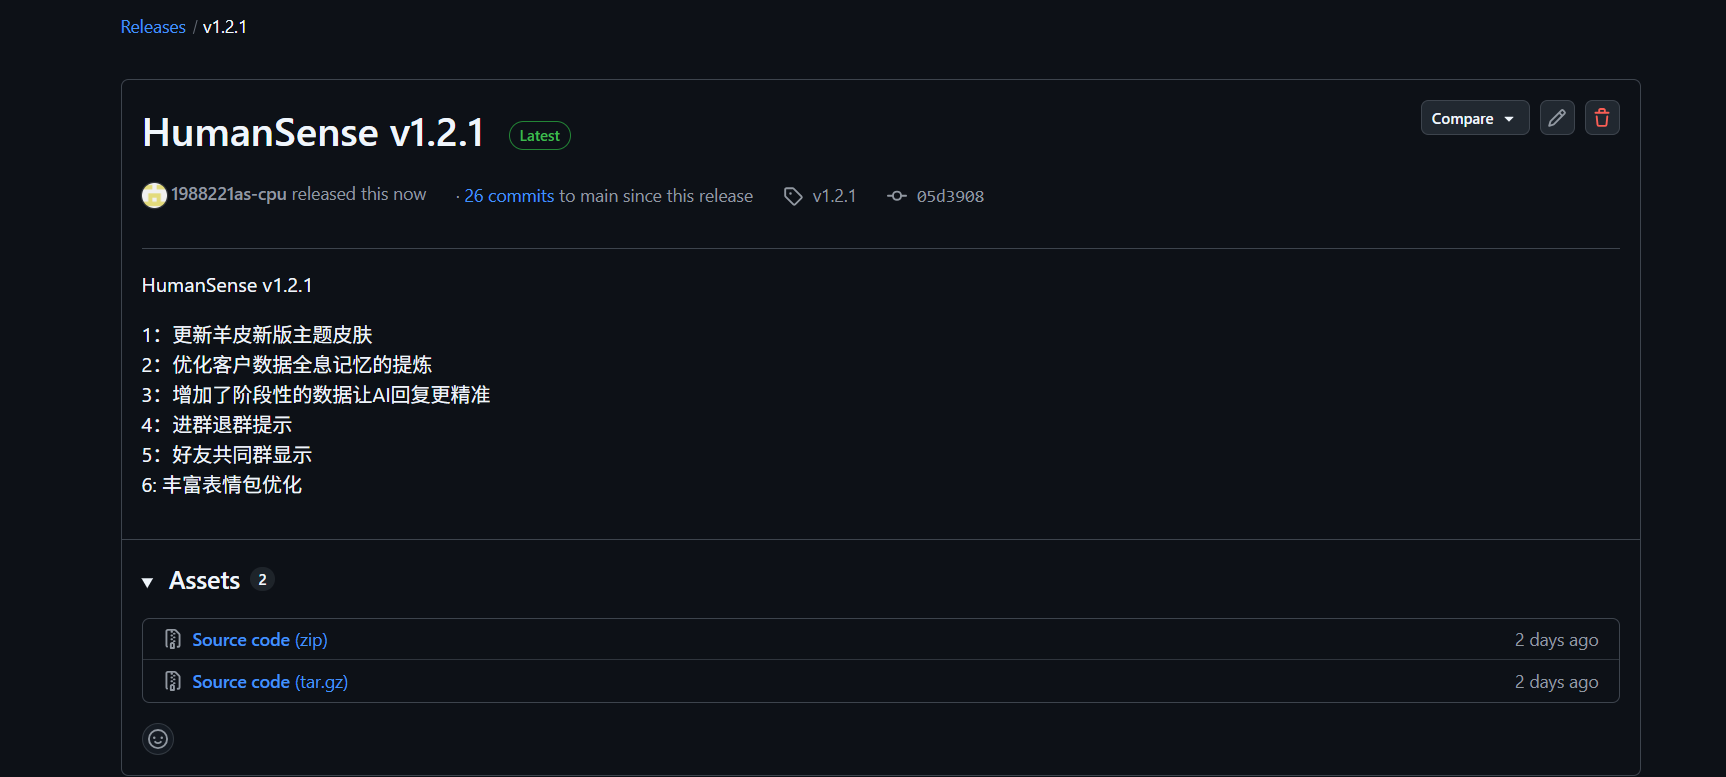 Releases / v1.2.1
HumanSense v1.2.1 Latest
Compare
1988221as-cpu released this now · 26 commits to main since this release v1.2.1 05d3908
HumanSense v1.2.1
1：更新羊皮新版主题皮肤
2：优化客户数据全息记忆的提炼
3：增加了阶段性的数据让AI回复更精准
4：进群退群提示
5：好友共同群显示
6: 丰富表情包优化
Assets 2
Source code (zip) 2 days ago
Source code (tar.gz) 2 days ago